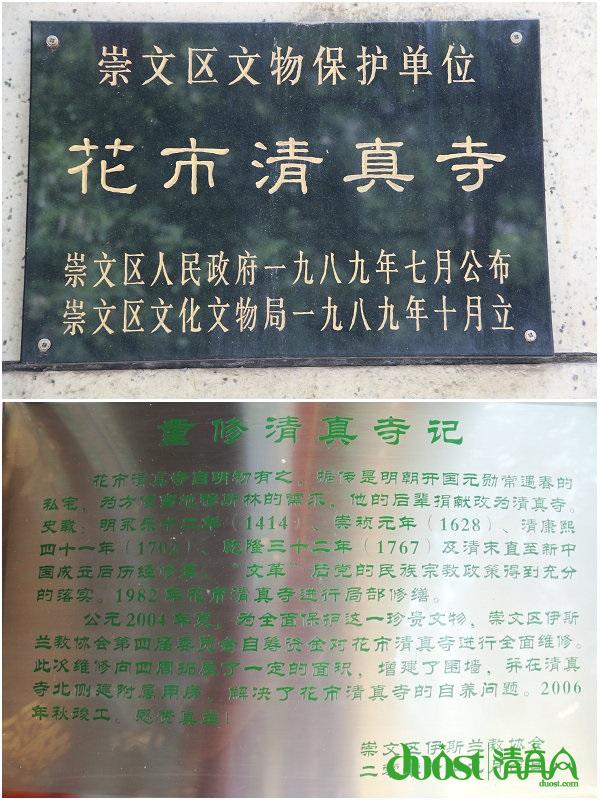 崇文区文物保护单位
花市清真寺
崇文区人民政府一九八九年七月公布
崇文区文化文物局一九八九年十月立
重修清真寺记
花市清真寺自明初有之，据传是明朝开国元勋常遇春的
私宅，为方便当地穆斯林的需求，他的后辈捐献改为清真寺。
史载：明永乐十二年（1414）、崇祯元年（1628）、清康熙
四十一年（1702）、乾隆三十二年（1767）及清末直至新中
国成立后历经修葺，“文革”后党的民族宗教政策得到充分
的落实。1982年花市清真寺进行局部修缮。
公元2004年夏，为全面保护这一珍贵文物，崇文区伊斯
兰教协会第四届委员会自筹资金对花市清真寺进行全面维修。
此次维修向四周拓展了一定的面积，增建了围墙，并在清真
寺北侧建附属用房，解决了花市清真寺的自养问题。2006
年秋竣工。感赞真主！
崇文区伊斯兰教协会
二零
duost 清真
duost.com